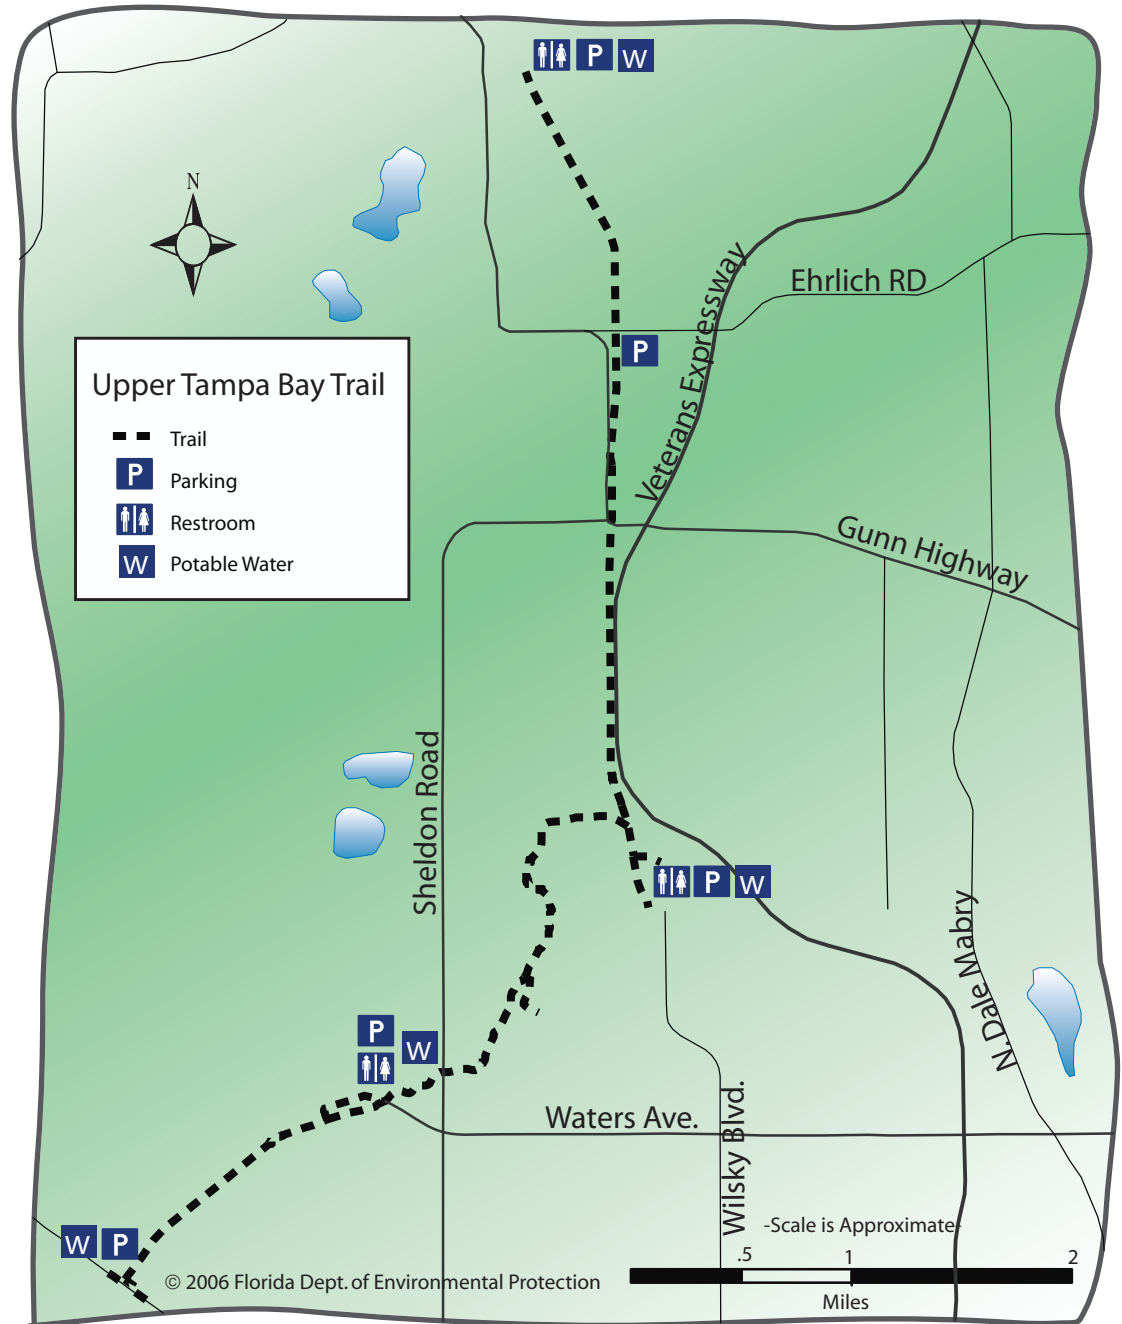 P W
N
Ehrlich RD
Veterans Expressway
P
Upper Tampa Bay Trail
Trail
P Parking
Restroom
W Potable Water
Gunn Highway
Sheldon Road
P W
N. Dale Mabry
P
W
Waters Ave.
Wilsky Blvd.
W P
-Scale is Approximate-
.5 1 2
Miles
© 2006 Florida Dept. of Environmental Protection